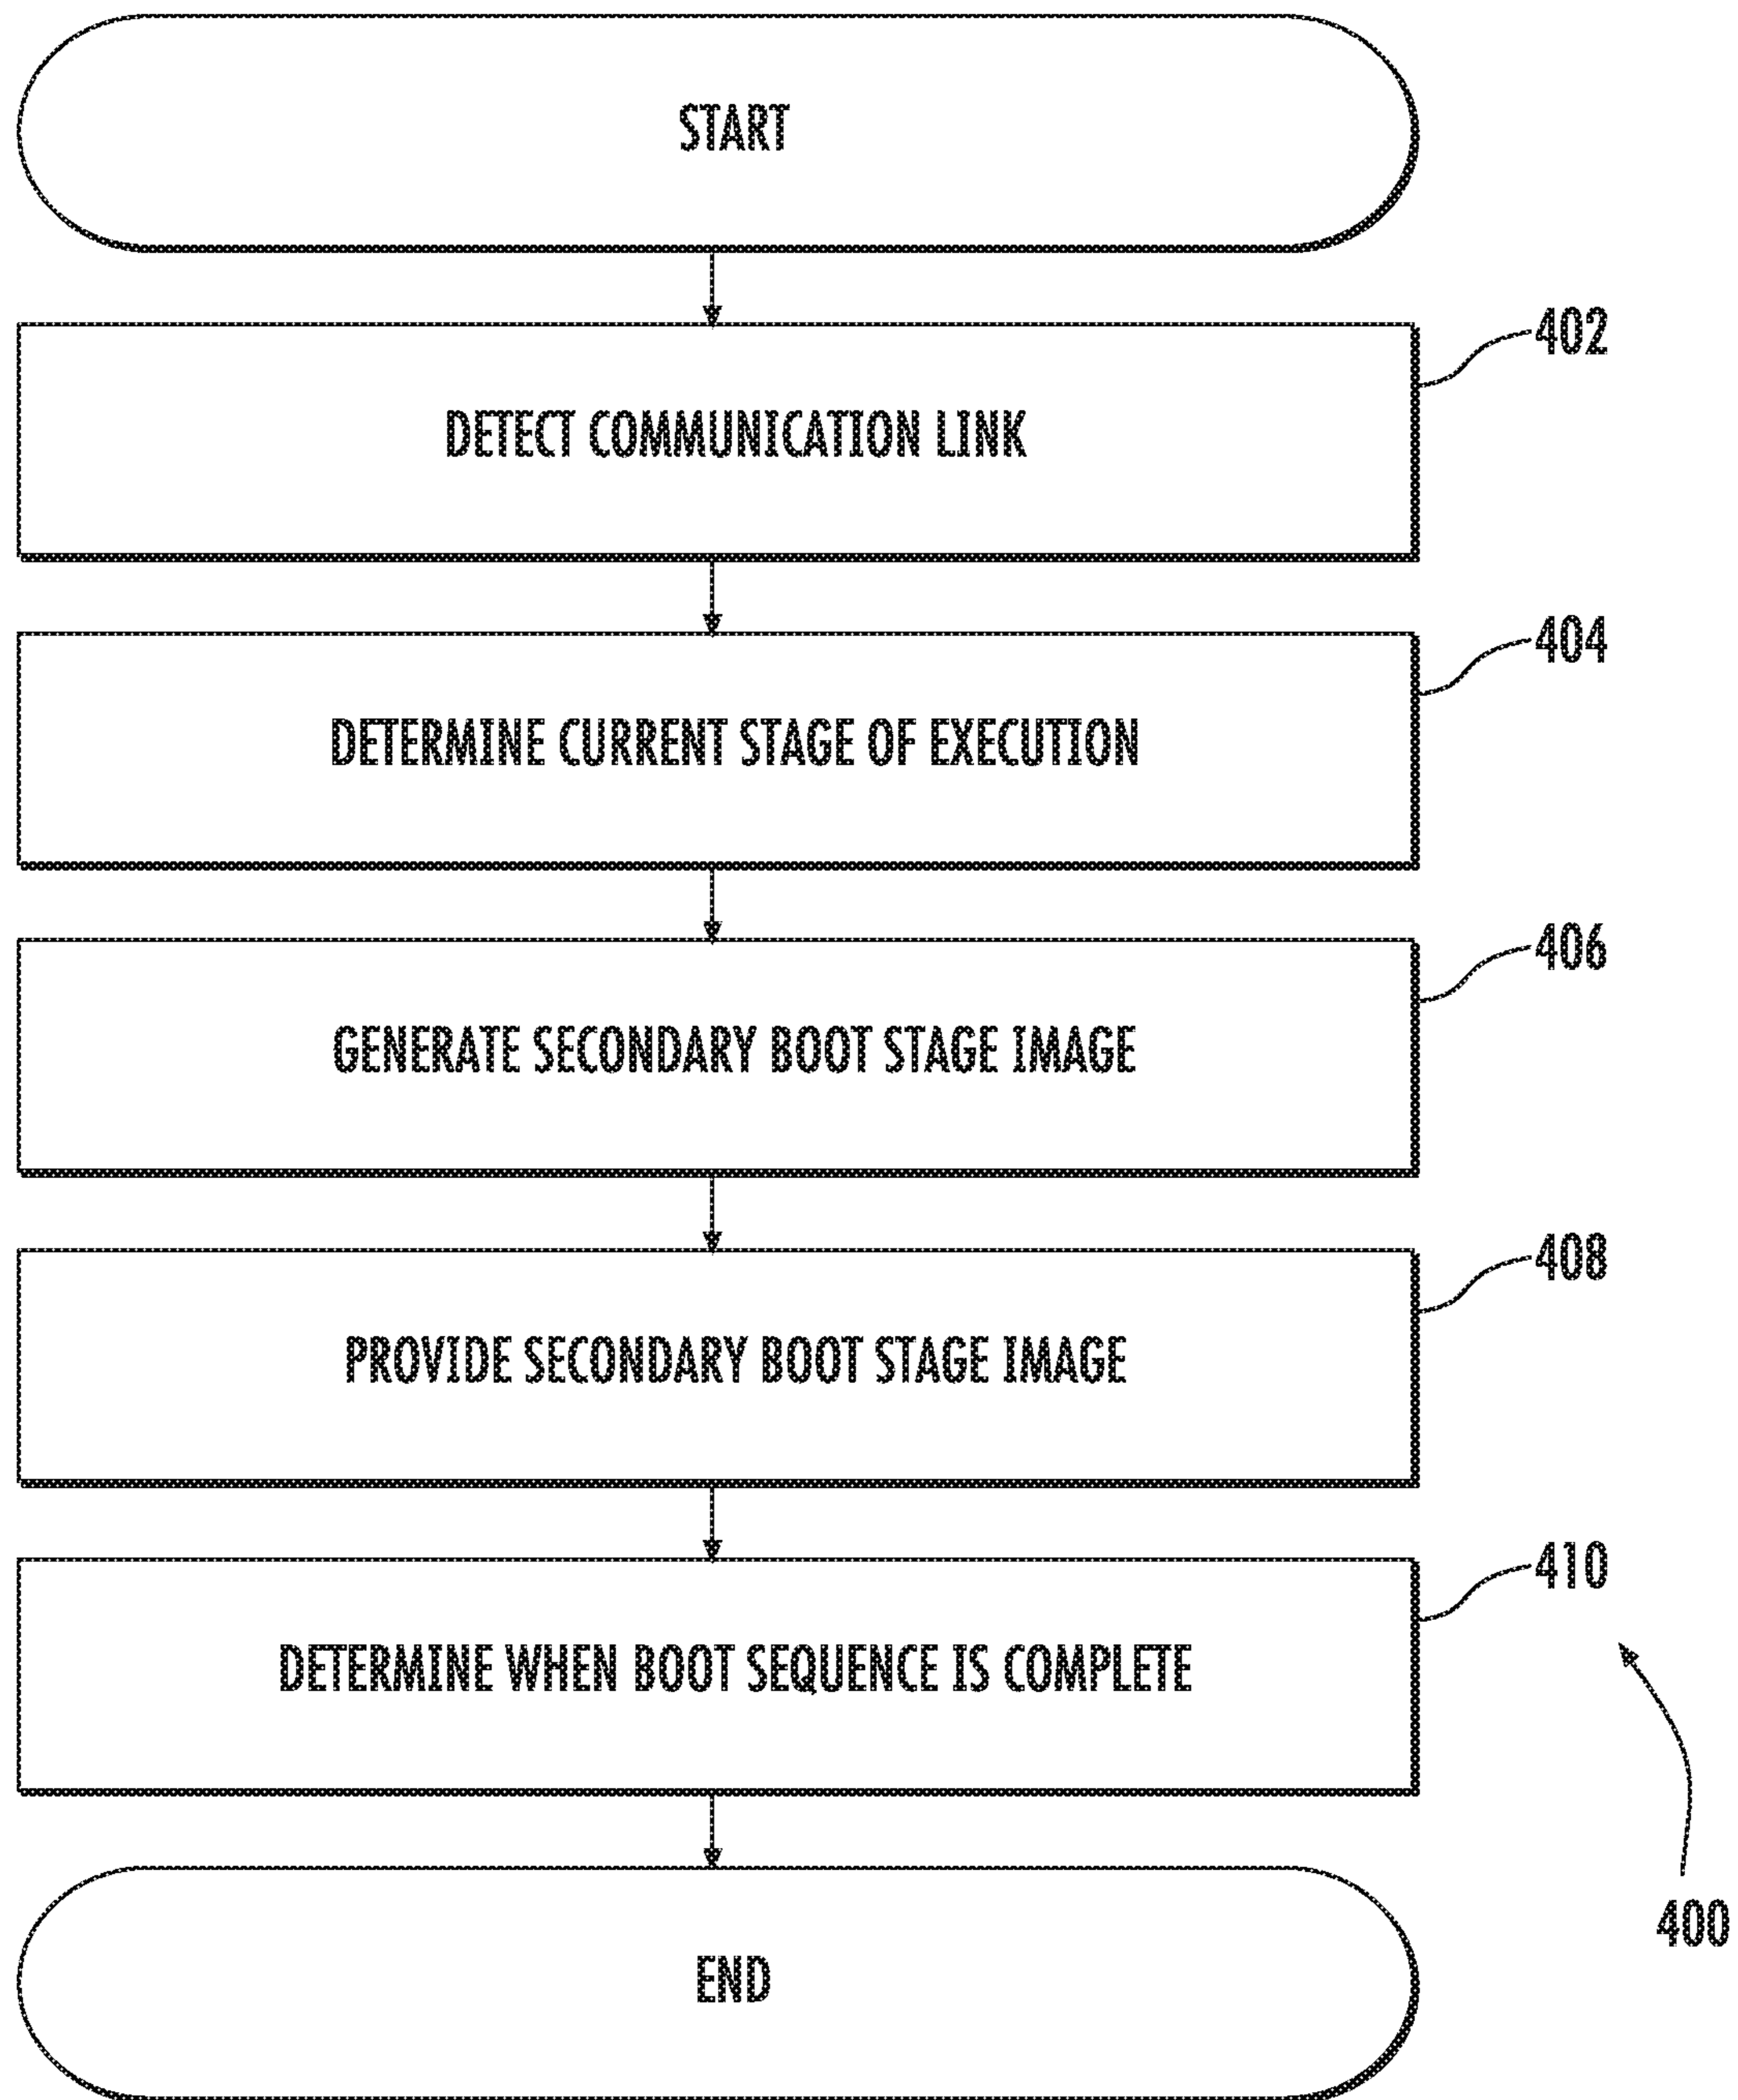 START
402
DETECT COMMUNICATION LINK
404
DETERMINE CURRENT STAGE OF EXECUTION
406
GENERATE SECONDARY BOOT STAGE IMAGE
408
PROVIDE SECONDARY BOOT STAGE IMAGE
410
DETERMINE WHEN BOOT SEQUENCE IS COMPLETE
400
END